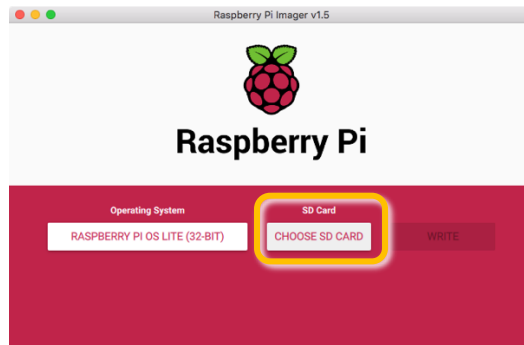 Raspberry Pi Imager v1.5
Raspberry Pi
Operating System
SD Card
RASPBERRY PI OS LITE (32-BIT)
CHOOSE SD CARD
WRITE